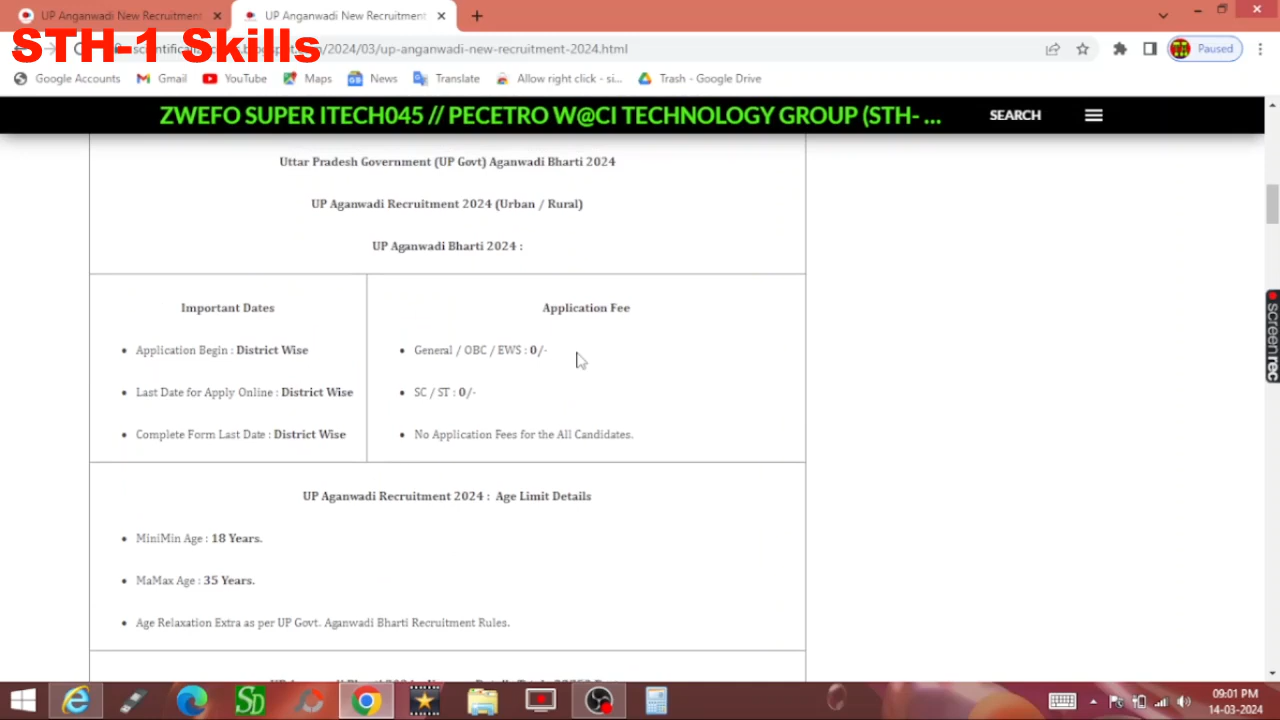 UP Anganwadi New Recruitment
UP Anganwadi New Recruitment
STH-1 Skills
/2024/03/up-anganwadi-new-recruitment-2024.html
Paused
Google Accounts
Gmail
YouTube
Maps
News
Translate
Allow right click - si...
Trash - Google Drive
ZWEFO SUPER ITECH045 // PECETRO W@CI TECHNOLOGY GROUP (STH- ...
SEARCH
Uttar Pradesh Government (UP Govt) Aganwadi Bharti 2024
UP Aganwadi Recruitment 2024 (Urban / Rural)
UP Aganwadi Bharti 2024 :
Important Dates
Application Begin : District Wise
Last Date for Apply Online : District Wise
Complete Form Last Date : District Wise
Application Fee
General / OBC / EWS : 0/-
SC / ST : 0/-
No Application Fees for the All Candidates.
UP Aganwadi Recruitment 2024 : Age Limit Details
MiniMin Age : 18 Years.
MaMax Age : 35 Years.
Age Relaxation Extra as per UP Govt. Aganwadi Bharti Recruitment Rules.
screenrec
09:01 PM
14-03-2024